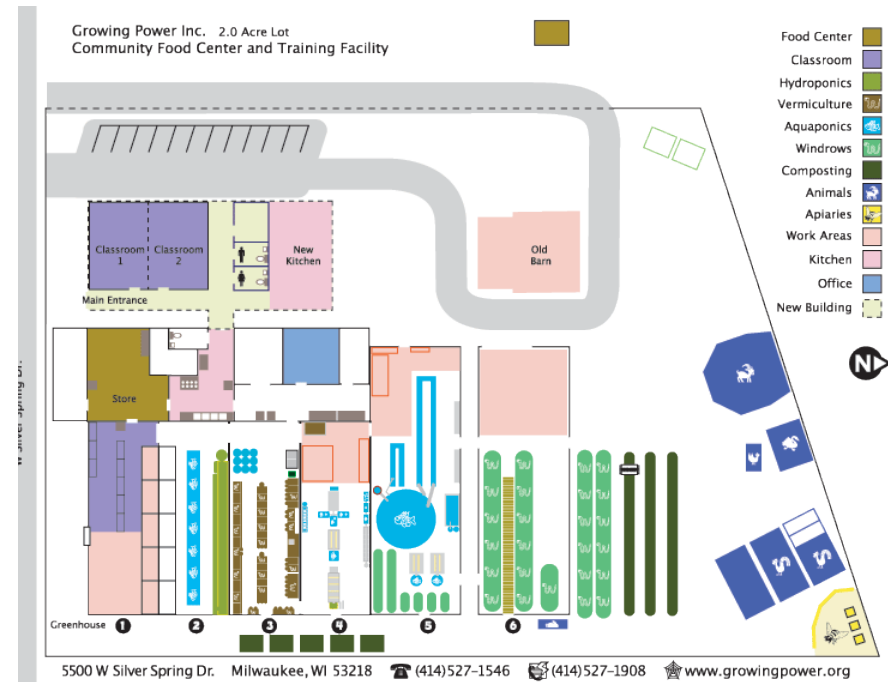 Growing Power Inc. 2.0 Acre Lot
Community Food Center and Training Facility
Food Center
Classroom
Hydroponics
Vermiculture
Aquaponics
Windrows
Composting
Animals
Apiaries
Work Areas
Kitchen
Office
New Building
N
Classroom 1
Classroom 2
New Kitchen
Old Barn
Main Entrance
Store
W Silver Spring Dr.
Greenhouse 1 2 3 4 5 6
5500 W Silver Spring Dr. Milwaukee, WI 53218 (414)527-1546 (414)527-1908 www.growingpower.org